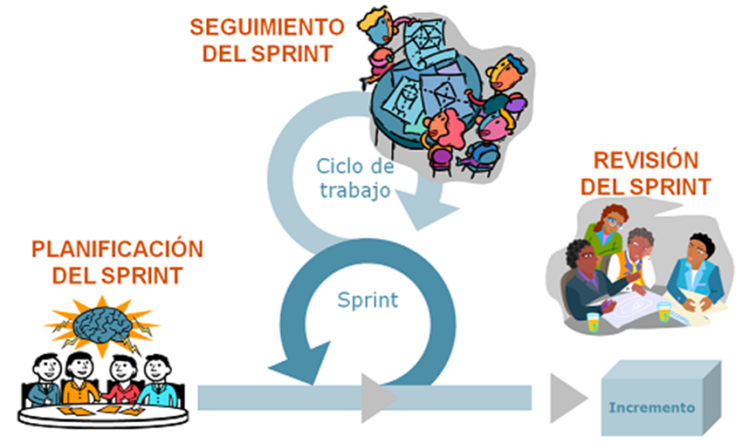 SEGUIMIENTO
DEL SPRINT
Ciclo de
trabajo
REVISIÓN
DEL SPRINT
PLANIFICACIÓN
DEL SPRINT
Sprint
Incremento